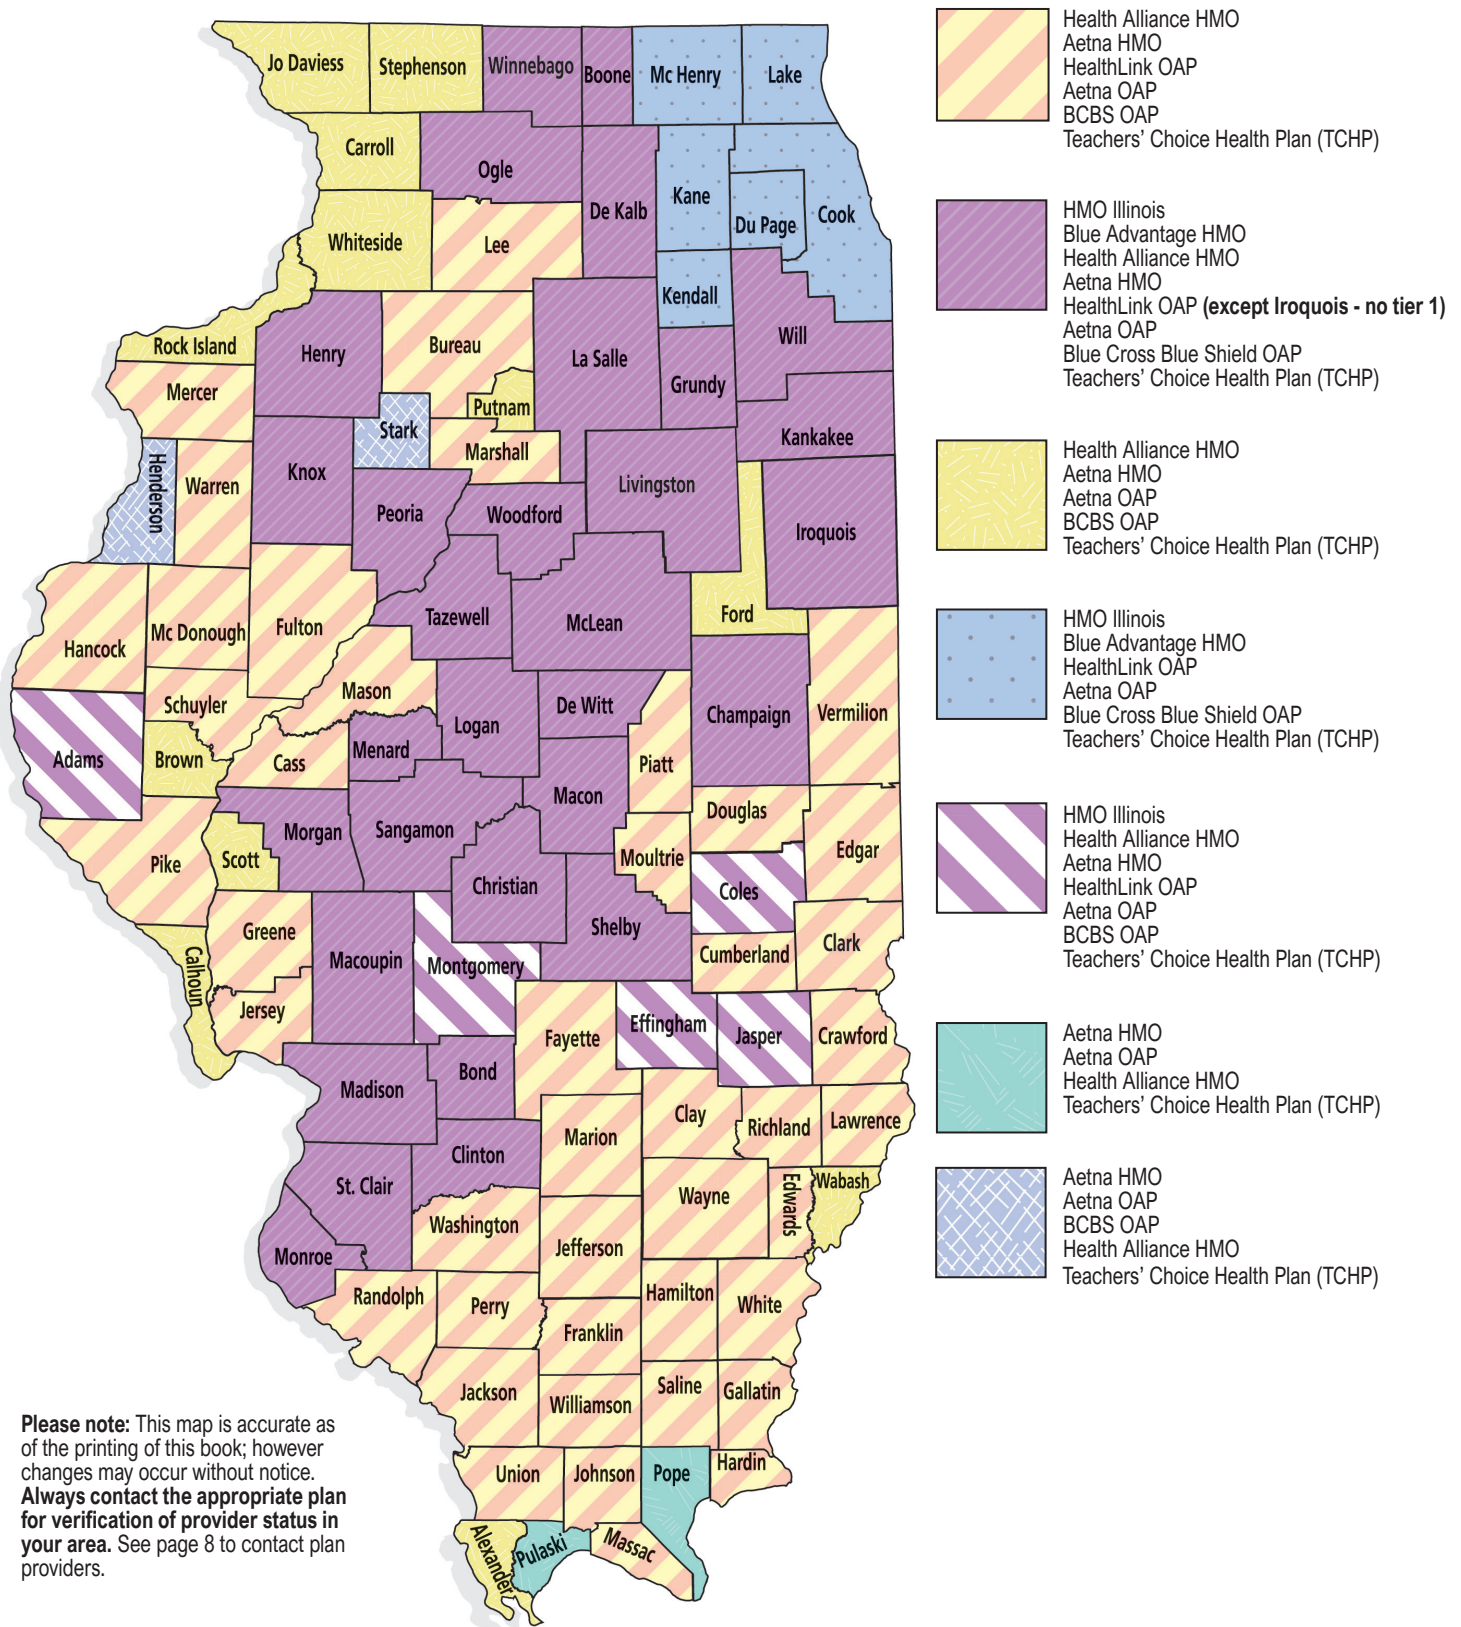 Jo Daviess
Stephenson
Winnebago
Boone
Mc Henry
Lake
Carroll
Ogle
De Kalb
Kane
Du Page
Cook
Whiteside
Lee
Kendall
Rock Island
Henry
Bureau
La Salle
Will
Grundy
Mercer
Putnam
Stark
Kankakee
Marshall
Henderson
Warren
Knox
Livingston
Peoria
Woodford
Iroquois
Hancock
Mc Donough
Fulton
Tazewell
McLean
Ford
Mason
Schuyler
Logan
De Witt
Champaign
Vermilion
Adams
Brown
Cass
Menard
Piatt
Macon
Douglas
Pike
Scott
Morgan
Sangamon
Moultrie
Edgar
Christian
Coles
Greene
Macoupin
Shelby
Cumberland
Clark
Calhoun
Montgomery
Jersey
Fayette
Effingham
Jasper
Crawford
Madison
Bond
Clay
Richland
Lawrence
Marion
Clinton
St. Clair
Wayne
Edwards
Wabash
Washington
Jefferson
Monroe
Randolph
Perry
Hamilton
White
Franklin
Jackson
Williamson
Saline
Gallatin
Union
Johnson
Pope
Hardin
Alexander
Pulaski
Massac
Health Alliance HMO
Aetna HMO
HealthLink OAP
Aetna OAP
BCBS OAP
Teachers’ Choice Health Plan (TCHP)
HMO Illinois
Blue Advantage HMO
Health Alliance HMO
Aetna HMO
HealthLink OAP (except Iroquois - no tier 1)
Aetna OAP
Blue Cross Blue Shield OAP
Teachers’ Choice Health Plan (TCHP)
Health Alliance HMO
Aetna HMO
Aetna OAP
BCBS OAP
Teachers’ Choice Health Plan (TCHP)
HMO Illinois
Blue Advantage HMO
HealthLink OAP
Aetna OAP
Blue Cross Blue Shield OAP
Teachers’ Choice Health Plan (TCHP)
HMO Illinois
Health Alliance HMO
Aetna HMO
HealthLink OAP
Aetna OAP
BCBS OAP
Teachers’ Choice Health Plan (TCHP)
Aetna HMO
Aetna OAP
Health Alliance HMO
Teachers’ Choice Health Plan (TCHP)
Aetna HMO
Aetna OAP
BCBS OAP
Health Alliance HMO
Teachers’ Choice Health Plan (TCHP)
Please note: This map is accurate as
of the printing of this book; however
changes may occur without notice.
Always contact the appropriate plan
for verification of provider status in
your area. See page 8 to contact plan
providers.